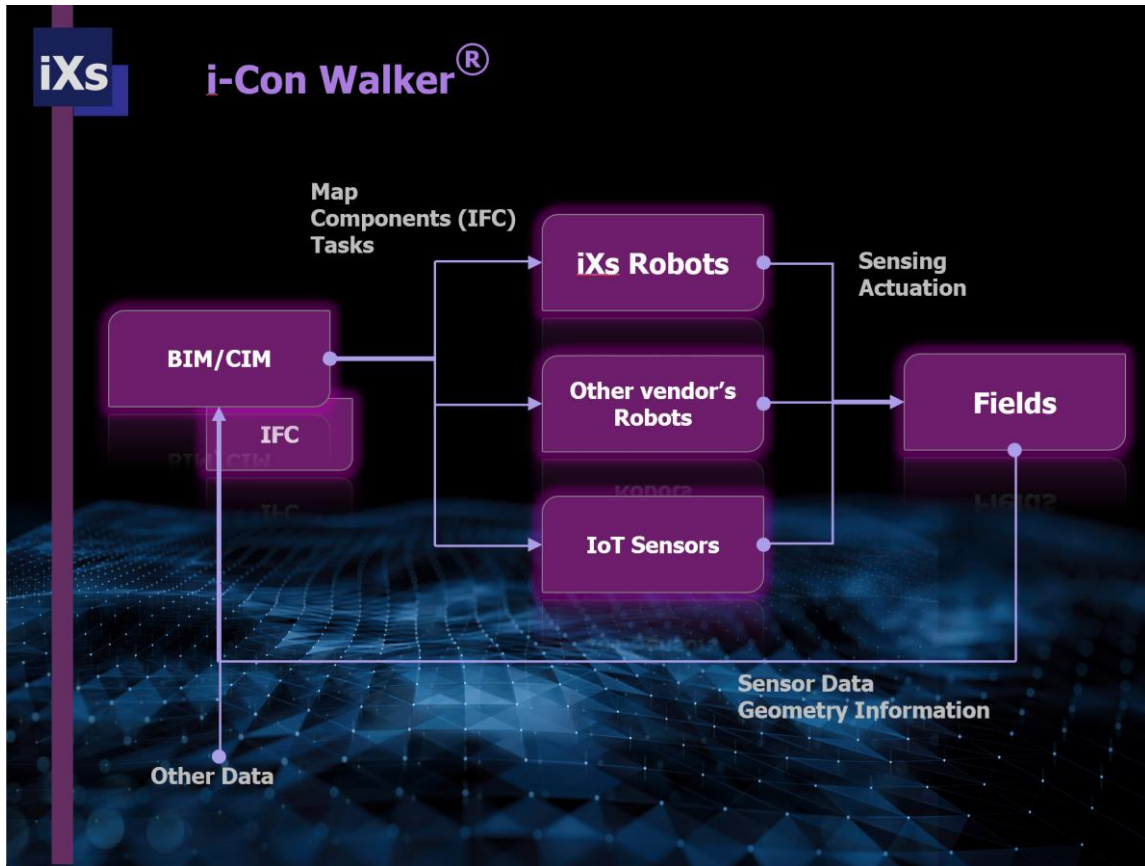 iXs
i-Con Walker®
Map
Components (IFC)
Tasks
iXs Robots
Sensing
Actuation
BIM/CIM
Other vendor’s
Robots
Fields
IFC
IoT Sensors
Sensor Data
Geometry Information
Other Data